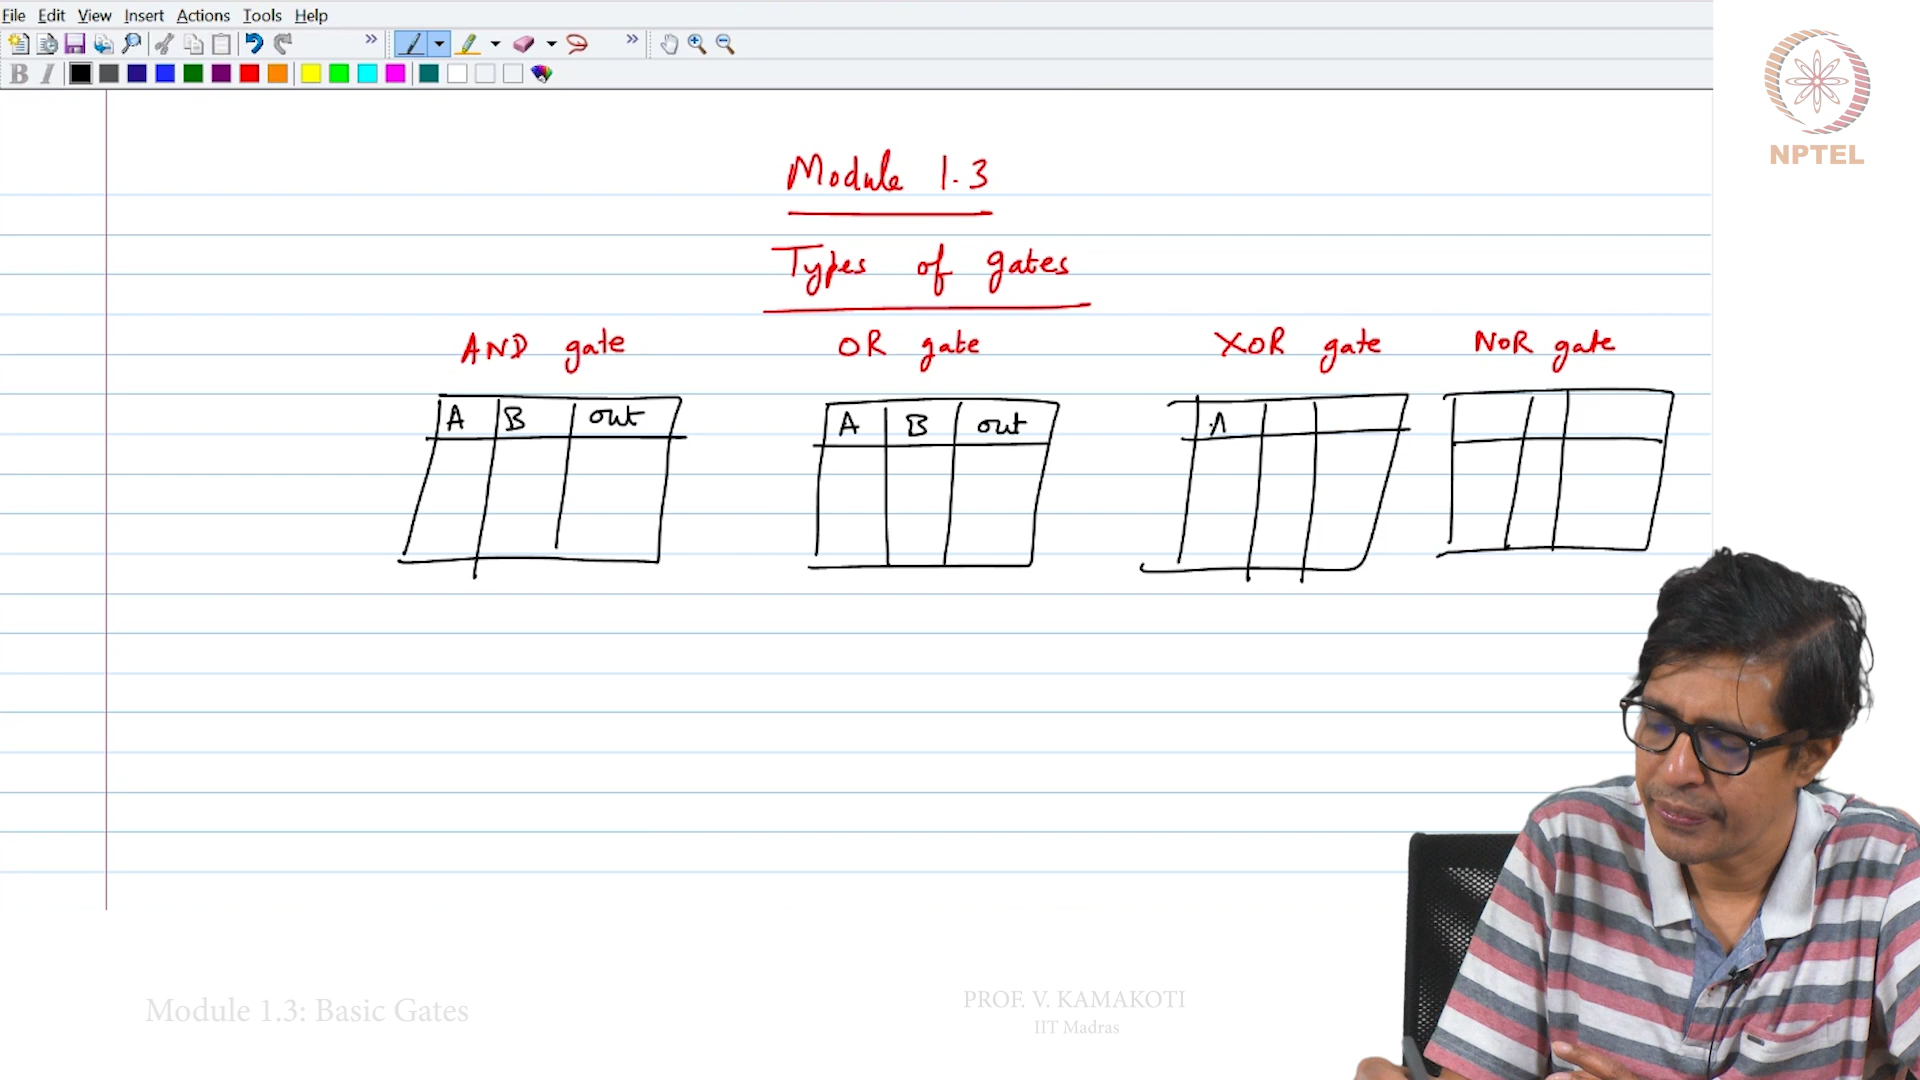 File Edit View Insert Actions Tools Help
B I
NPTEL
Module 1.3
Types of gates
AND gate OR gate XOR gate NOR gate
A B out A B out A
Module 1.3: Basic Gates
PROF. V. KAMAKOTI
IIT Madras